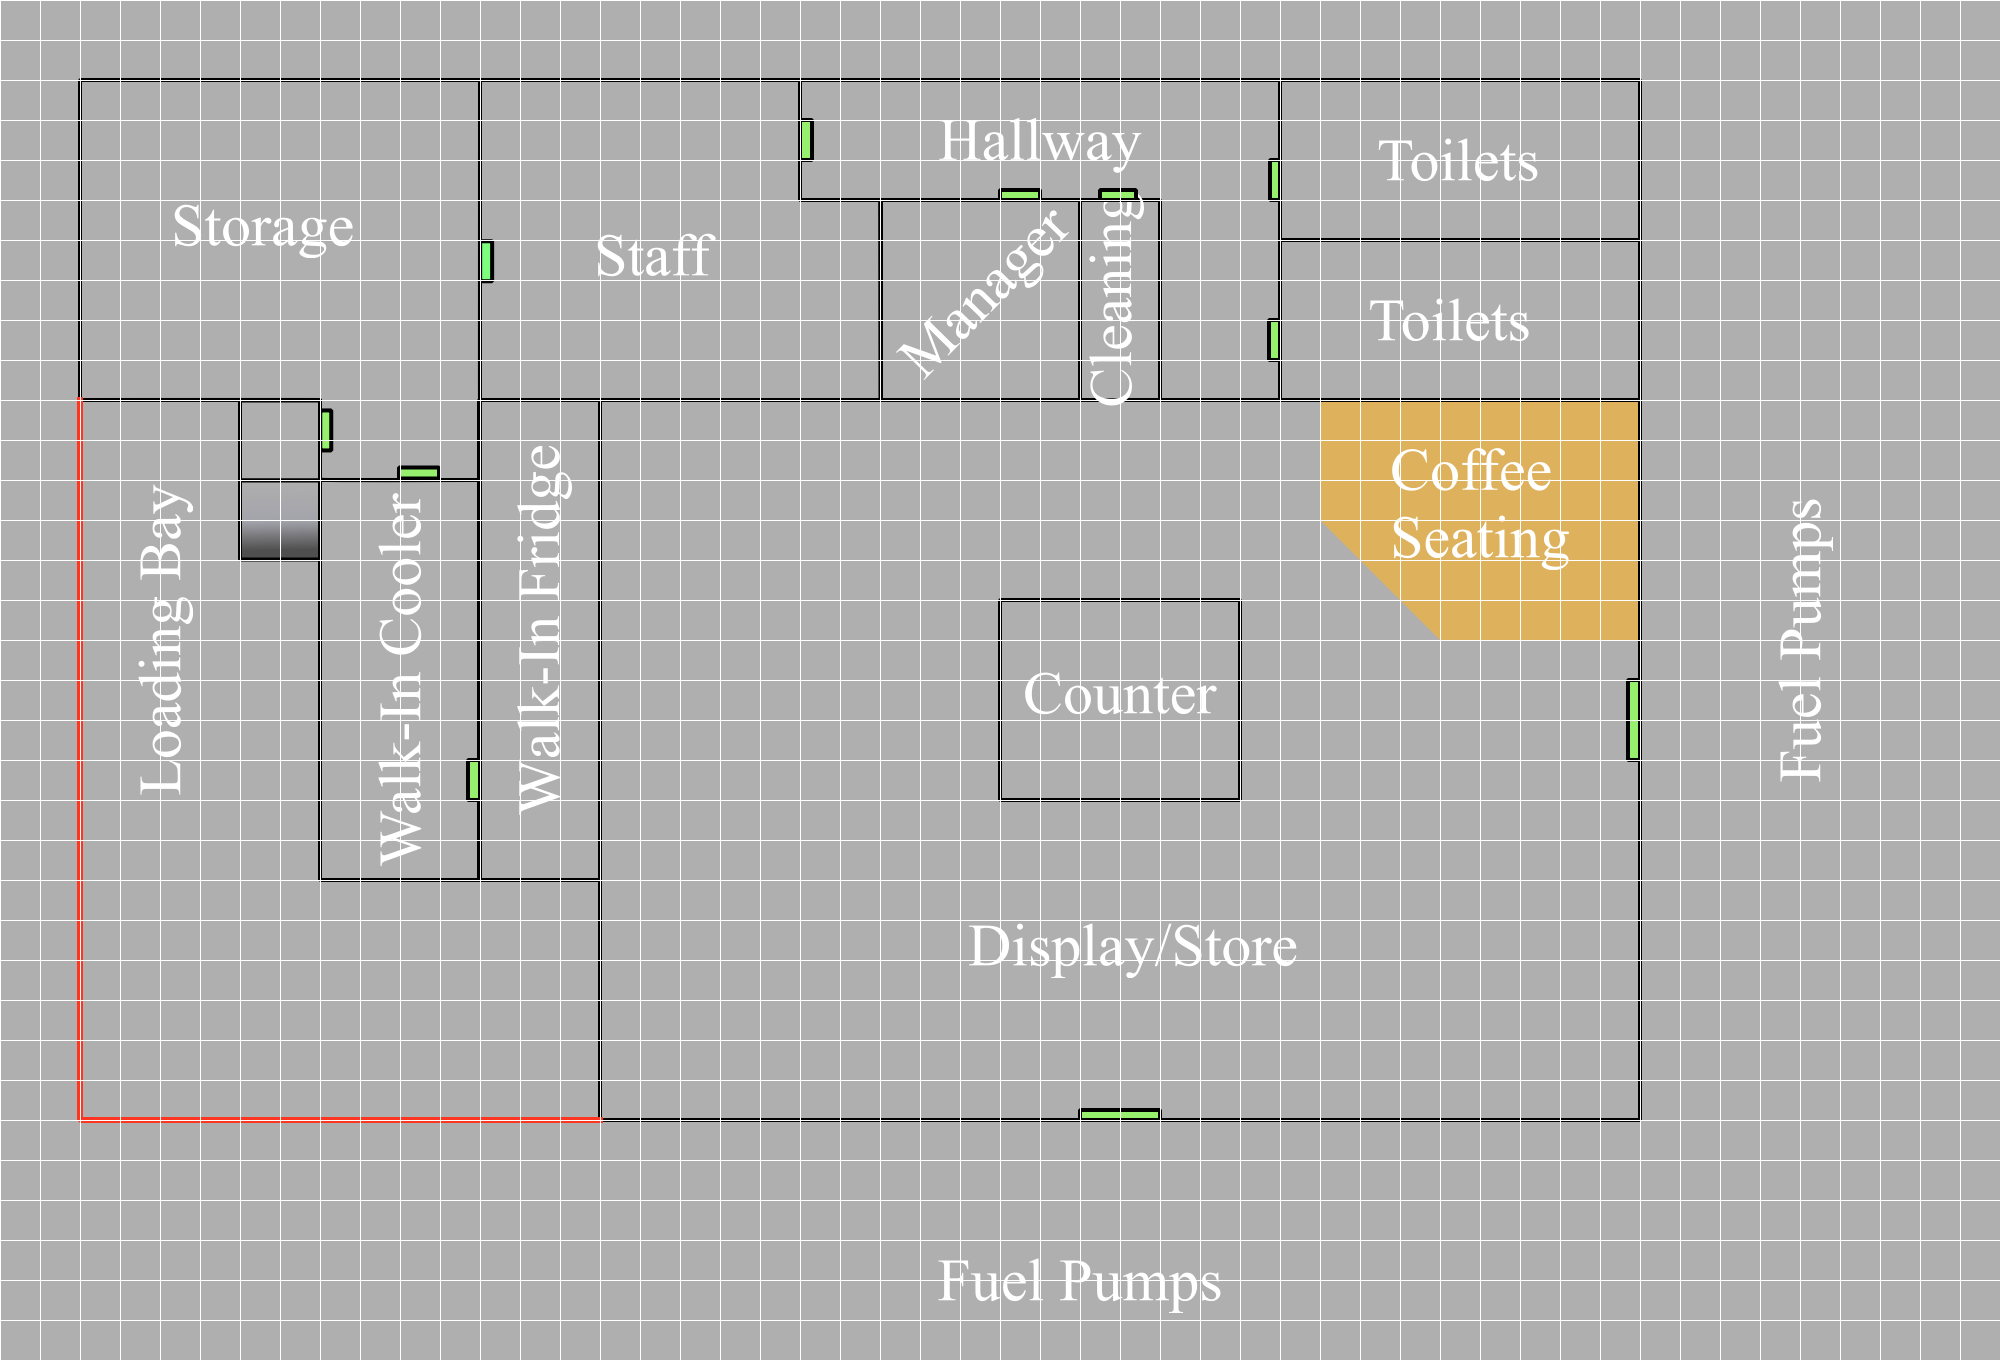 Hallway
Toilets
Storage
Staff
Manager
Cleaning
Toilets
Coffee
Seating
Loading Bay
Walk-In Cooler
Walk-In Fridge
Counter
Fuel Pumps
Display/Store
Fuel Pumps